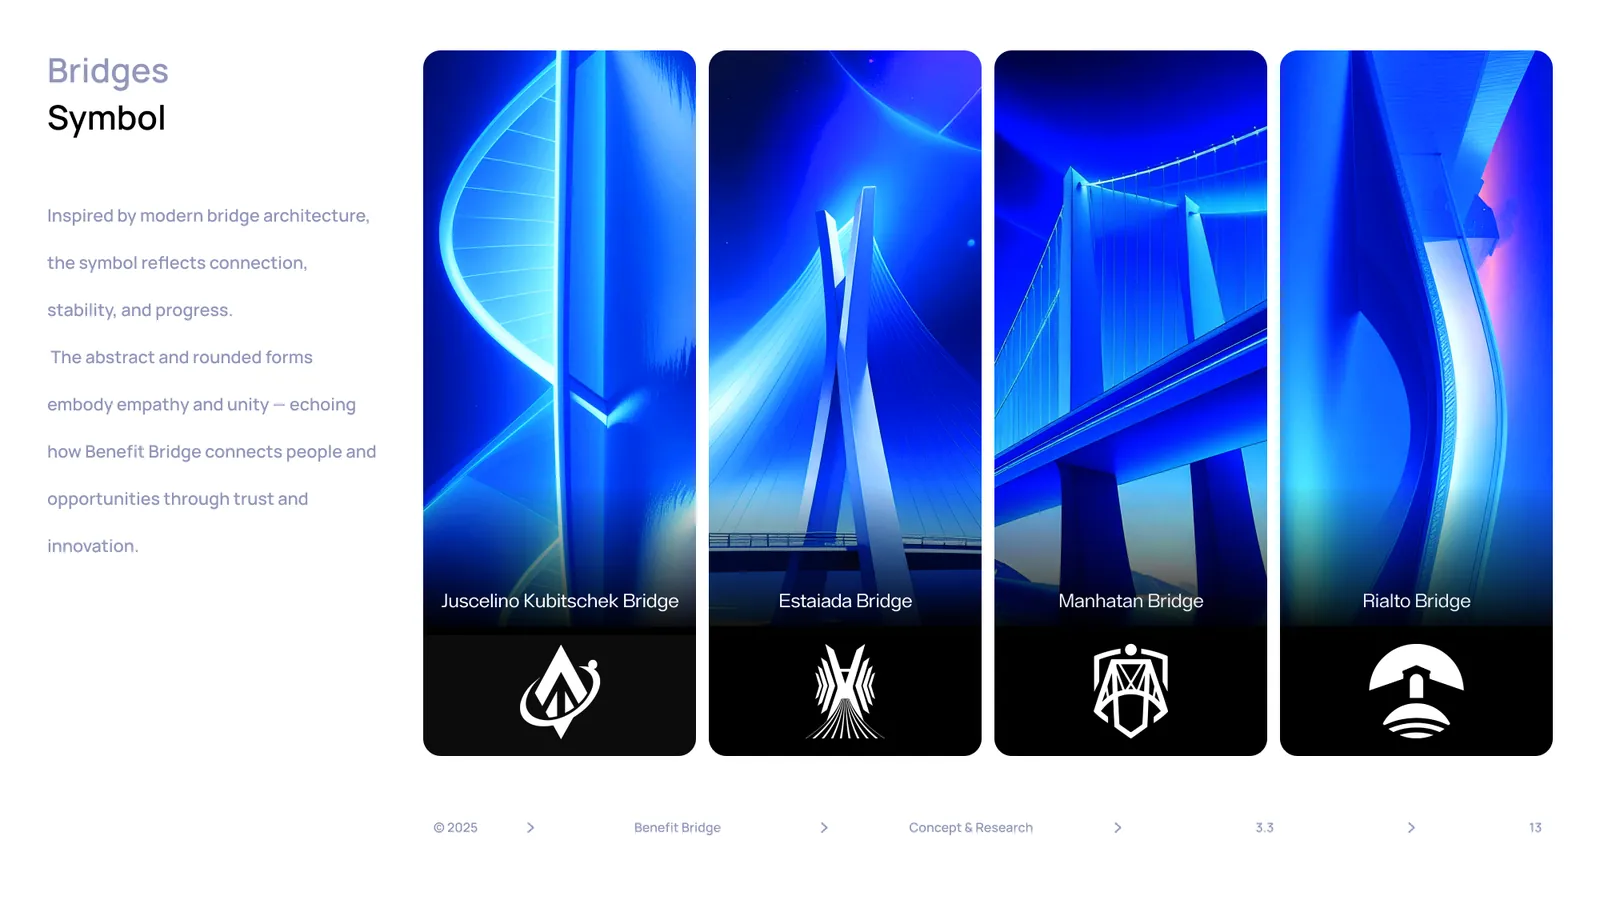 Bridges
Symbol
Inspired by modern bridge architecture,
the symbol reflects connection,
stability, and progress.
The abstract and rounded forms
embody empathy and unity — echoing
how Benefit Bridge connects people and
opportunities through trust and
innovation.
Juscelino Kubitschek Bridge
Estaiada Bridge
Manhatan Bridge
Rialto Bridge
© 2025
Benefit Bridge
Concept & Research
3.3
13